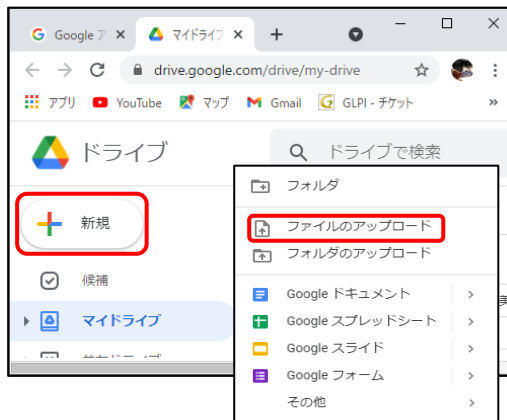 Google ア
マイドライブ
drive.google.com/drive/my-drive
アプリ YouTube マップ Gmail GLPI - チケット »
ドライブ
ドライブで検索
新規
候補
マイドライブ
フォルダ
ファイルのアップロード
フォルダのアップロード
Google ドキュメント
Google スプレッドシート
Google スライド
Google フォーム
その他